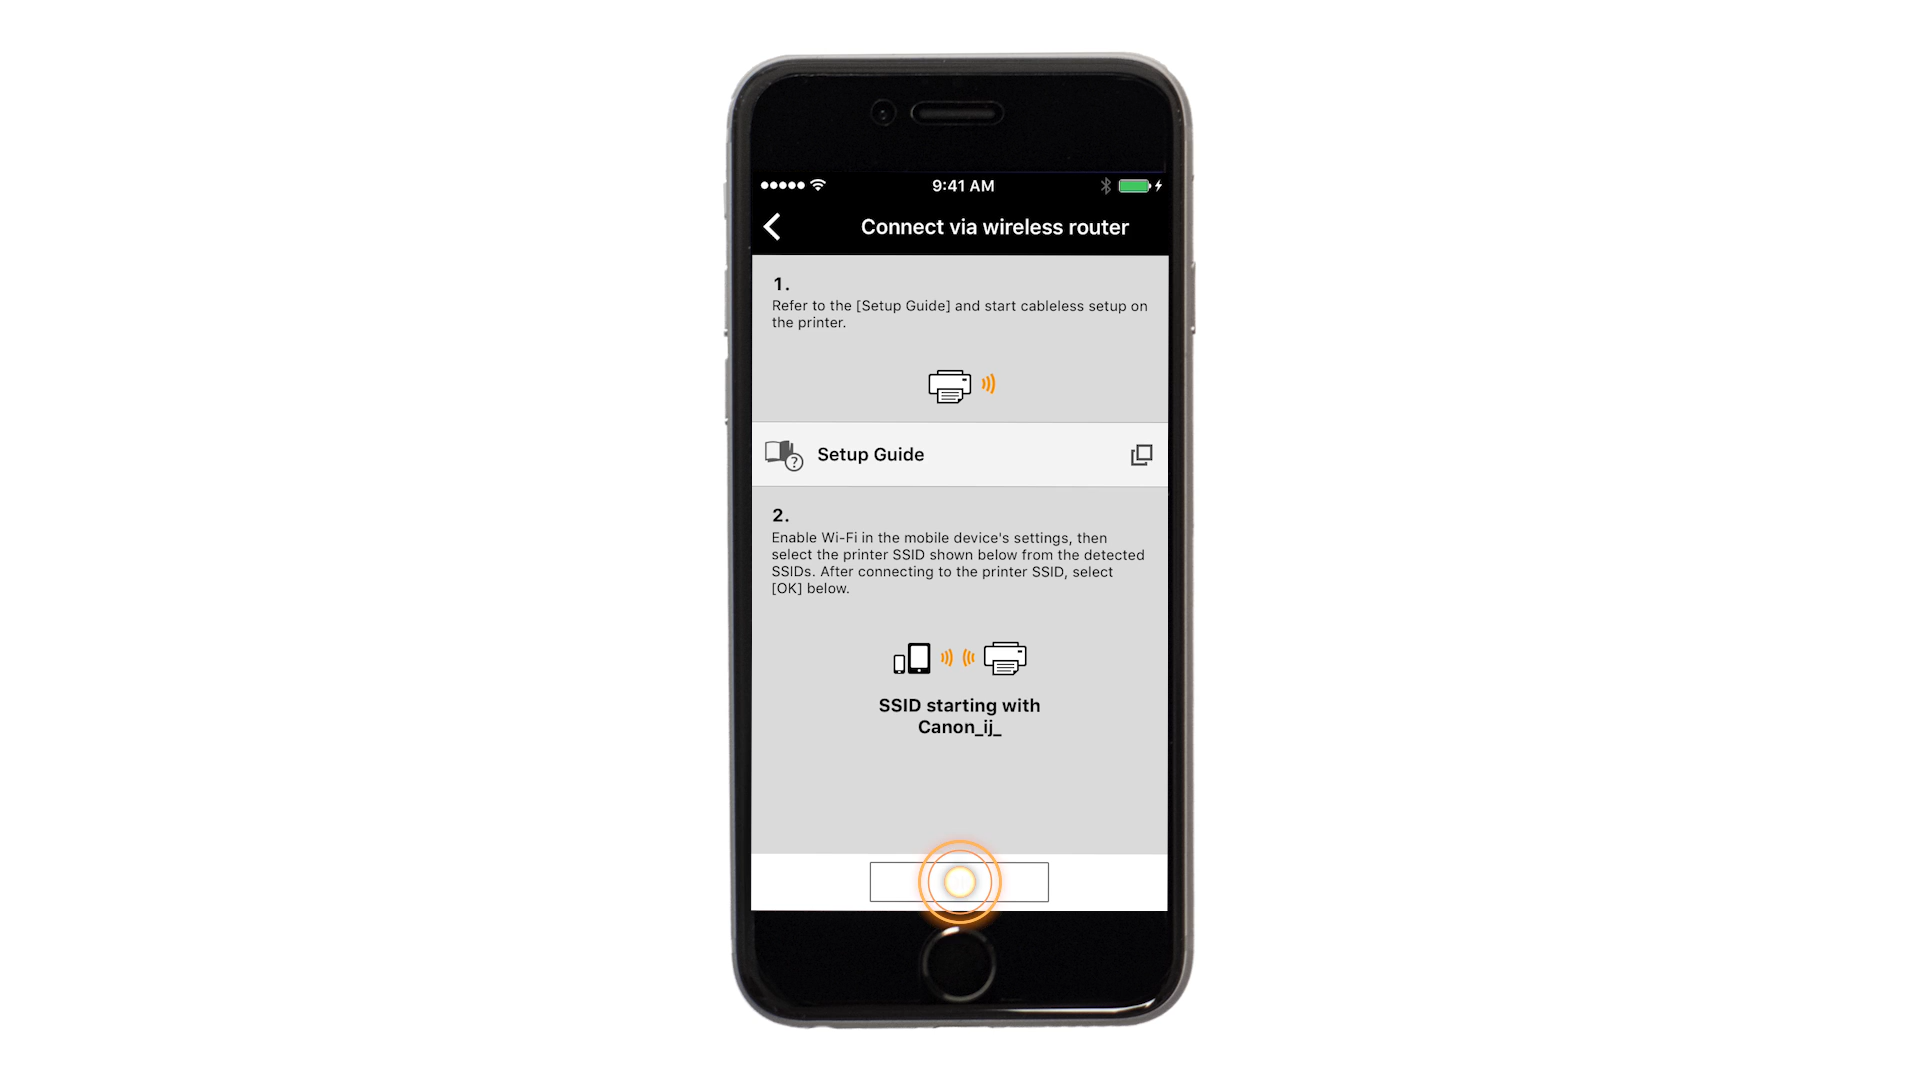 9:41 AM
Connect via wireless router
1.
Refer to the [Setup Guide] and start cableless setup on
the printer.
Setup Guide
2.
Enable Wi-Fi in the mobile device's settings, then
select the printer SSID shown below from the detected
SSIDs. After connecting to the printer SSID, select
[OK] below.
SSID starting with
Canon_ij_